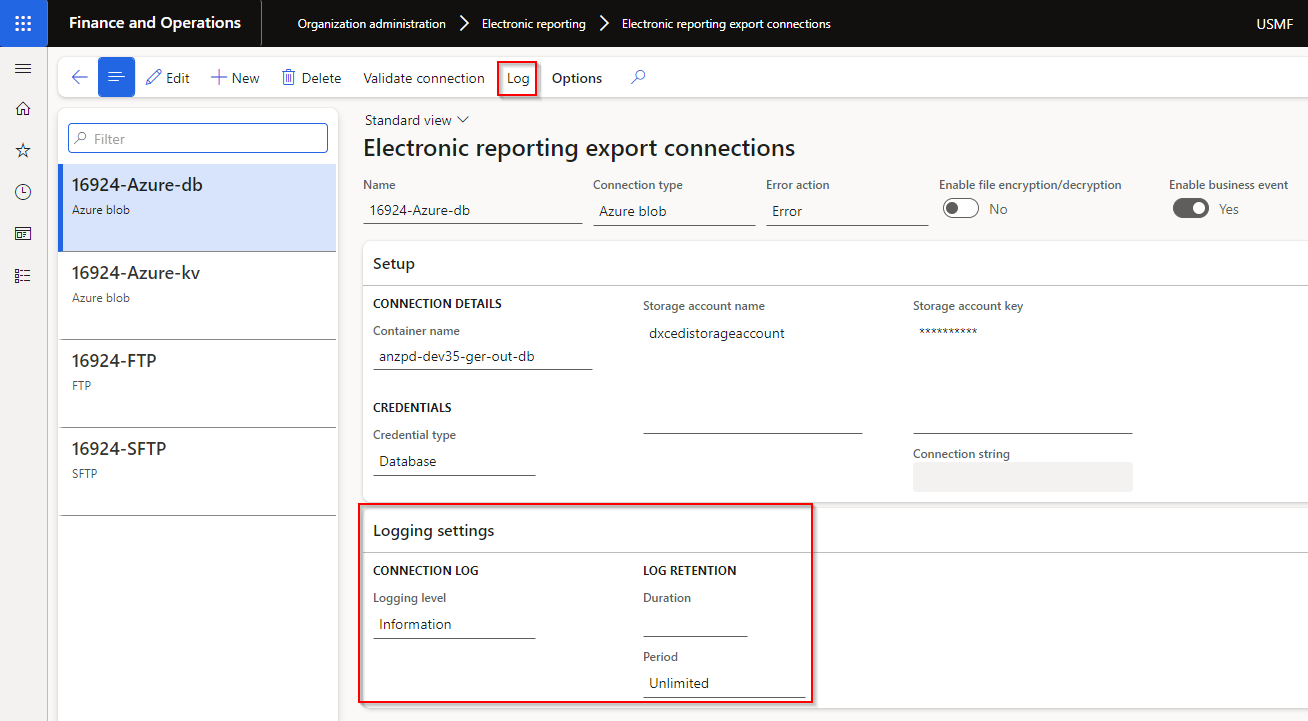 Finance and Operations
Organization administration
Electronic reporting
Electronic reporting export connections
USMF
Edit
New
Delete
Validate connection
Log
Options
Filter
16924-Azure-db
Azure blob
16924-Azure-kv
Azure blob
16924-FTP
FTP
16924-SFTP
SFTP
Standard view
Electronic reporting export connections
Name
16924-Azure-db
Connection type
Azure blob
Error action
Error
Enable file encryption/decryption
No
Enable business event
Yes
Setup
CONNECTION DETAILS
Container name
anzpd-dev35-ger-out-db
Storage account name
dxcedistorageaccount
Storage account key
**********
CREDENTIALS
Credential type
Database
Connection string
Logging settings
CONNECTION LOG
Logging level
Information
LOG RETENTION
Duration
Period
Unlimited